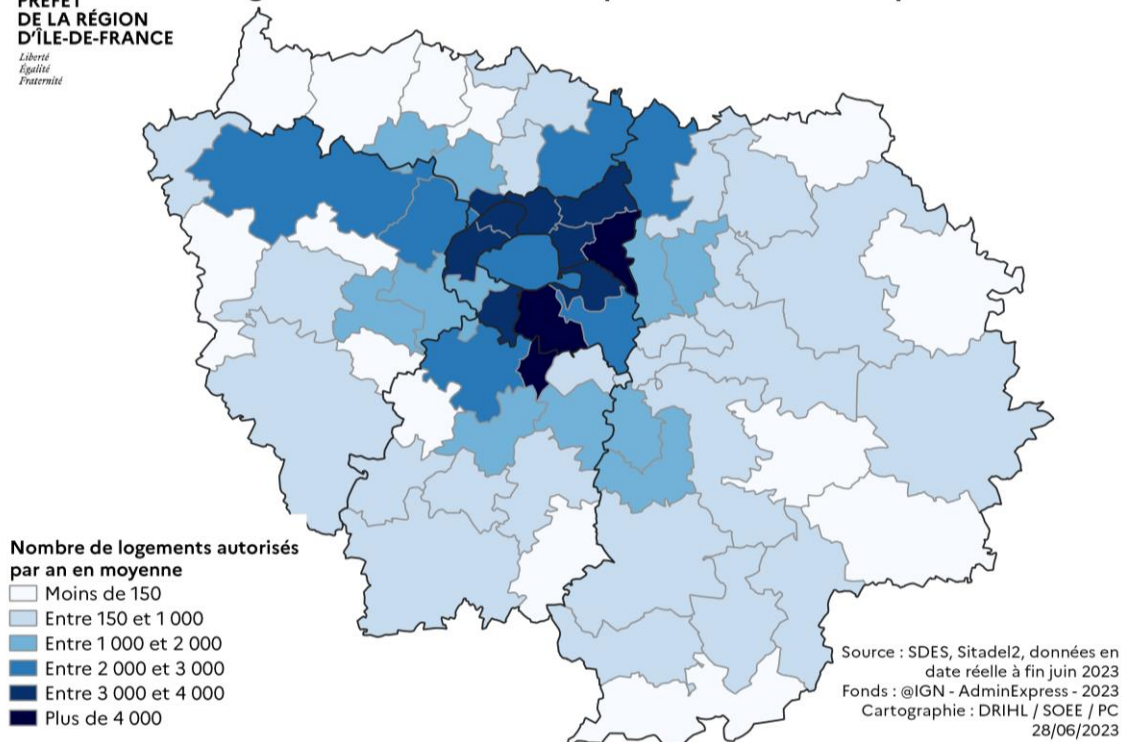 PRÉFET
DE LA RÉGION
D'ÎLE-DE-FRANCE
Liberté
Égalité
Fraternité
Nombre de logements autorisés
par an en moyenne
Moins de 150
Entre 150 et 1 000
Entre 1 000 et 2 000
Entre 2 000 et 3 000
Entre 3 000 et 4 000
Plus de 4 000
Source : SDES, Sitadel2, données en
date réelle à fin juin 2023
Fonds : @IGN - AdminExpress - 2023
Cartographie : DRIHL / SOEE / PC
28/06/2023